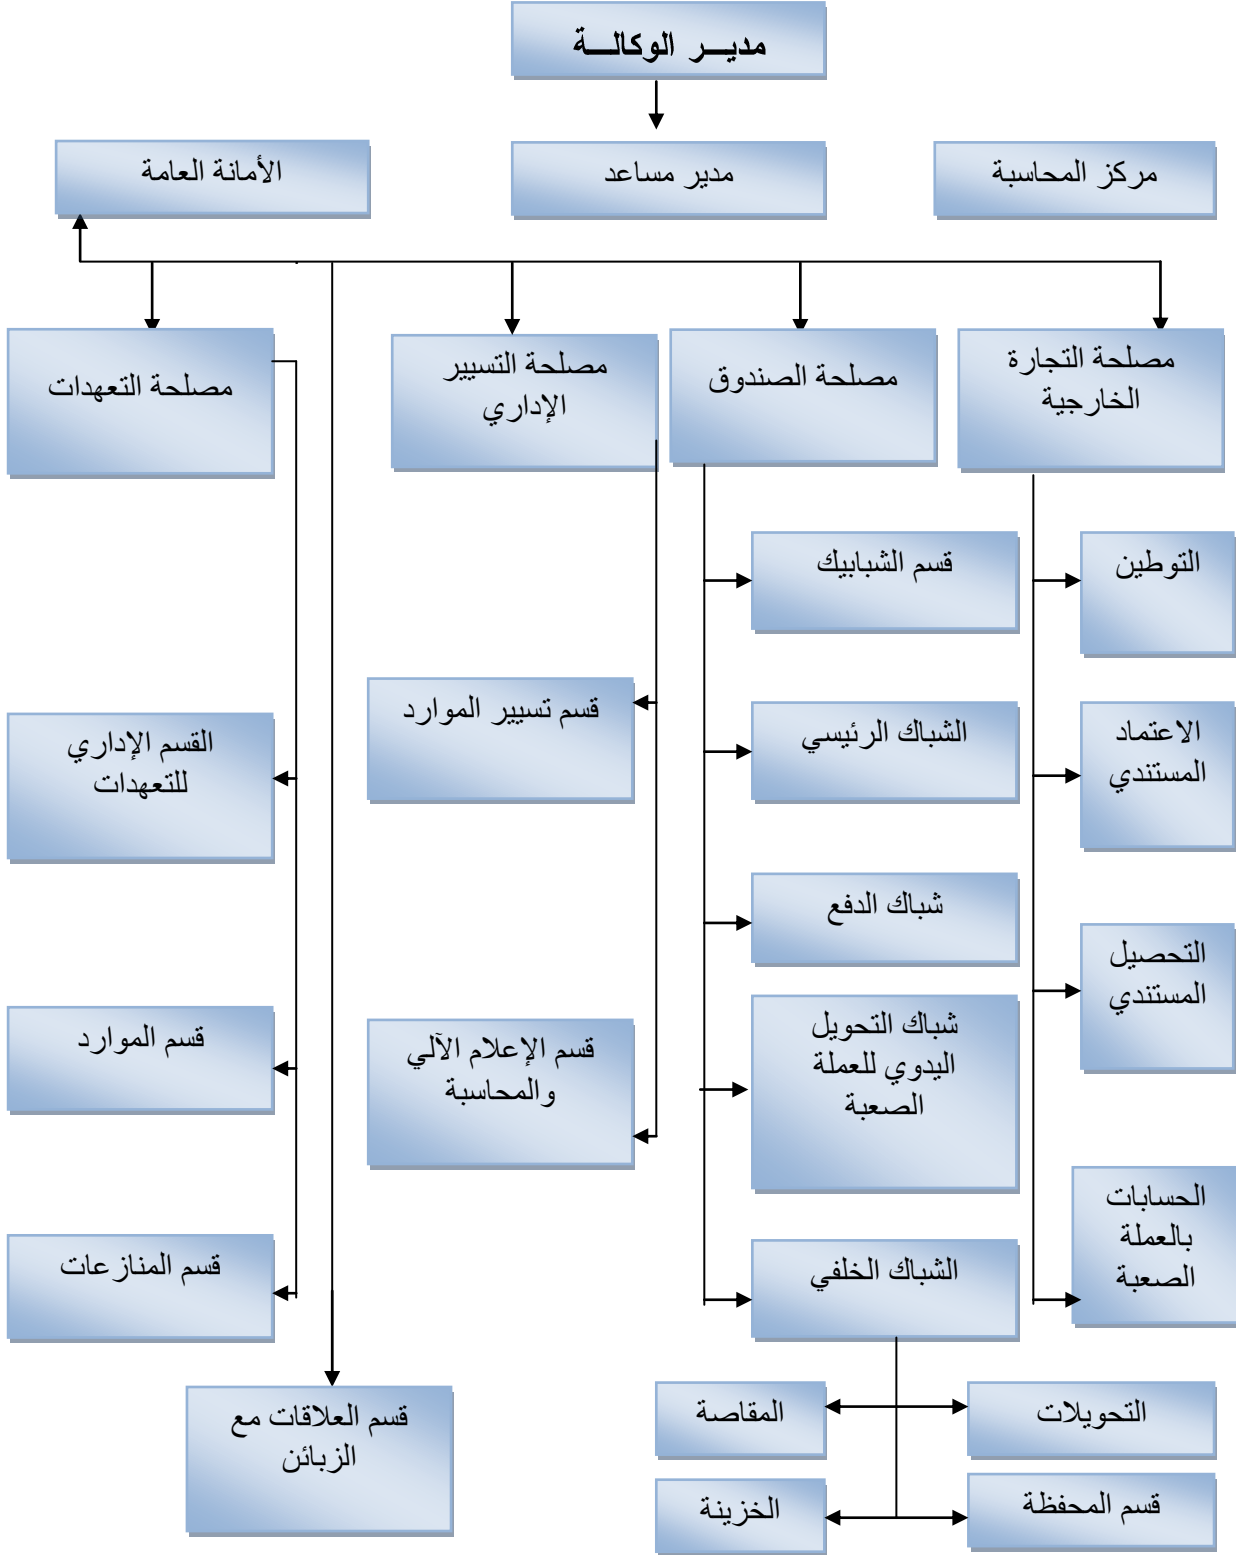 مديـــر الوكالـــة
مركز المحاسبة
مدير مساعد
الأمانة العامة
مصلحة التجارة
الخارجية
مصلحة الصندوق
مصلحة التسيير
الإداري
مصلحة التعهدات
التوطين
الاعتماد
المستندي
التحصيل
المستندي
الحسابات
بالعملة
الصعبة
قسم الشبابيك
الشباك الرئيسي
شباك الدفع
شباك التحويل
اليدوي للعملة
الصعبة
الشباك الخلفي
التحويلات
المقاصة
قسم المحفظة
الخزينة
قسم تسيير الموارد
قسم الإعلام الآلي
والمحاسبة
القسم الإداري
للتعهدات
قسم الموارد
قسم المنازعات
قسم العلاقات مع
الزبائن